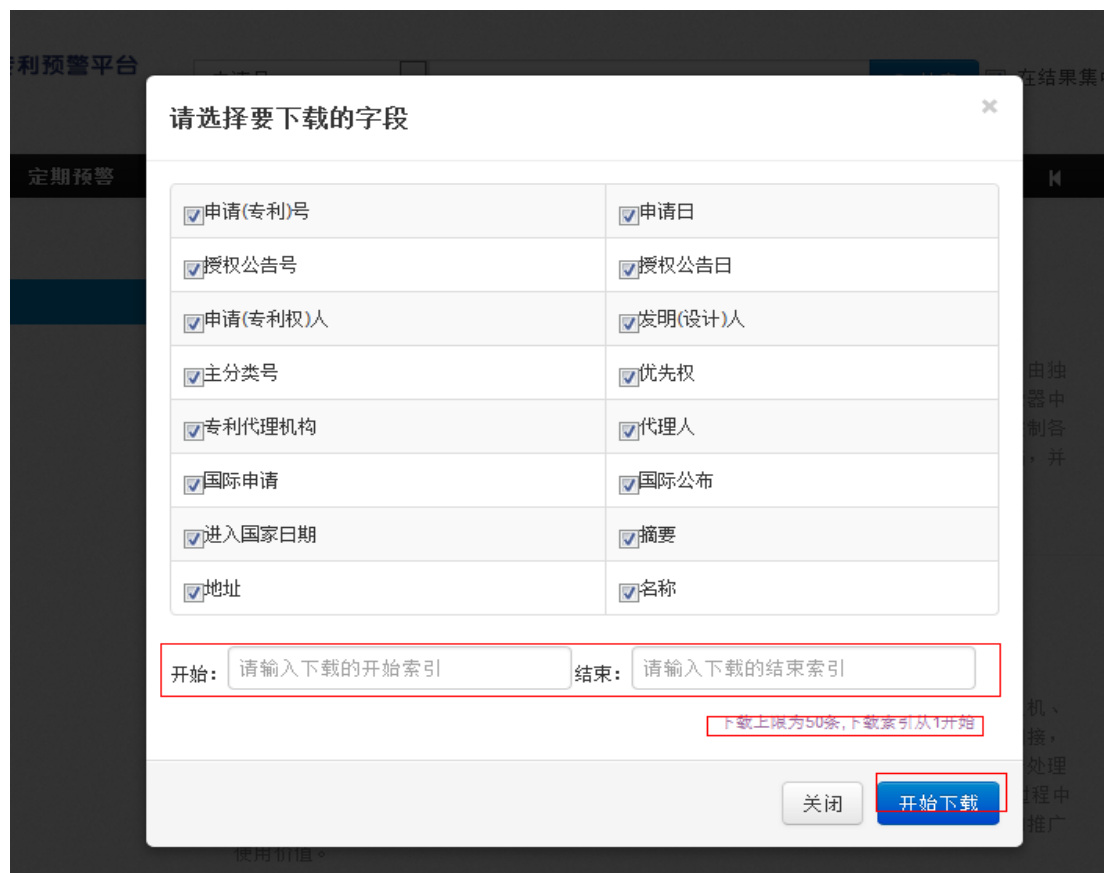 利预警平台
在结果集
请选择要下载的字段
×
定期预警
申请(专利)号
申请日
授权公告号
授权公告日
申请(专利权)人
发明(设计)人
主分类号
优先权
由独
器中
专利代理机构
代理人
制各
国际申请
国际公布
，并
进入国家日期
摘要
地址
名称
开始：
请输入下载的开始索引
结束：
请输入下载的结束索引
机、
下载上限为50条,下载索引从1开始
接，
处理
关闭
开始下载
程中
推广
使用价值。